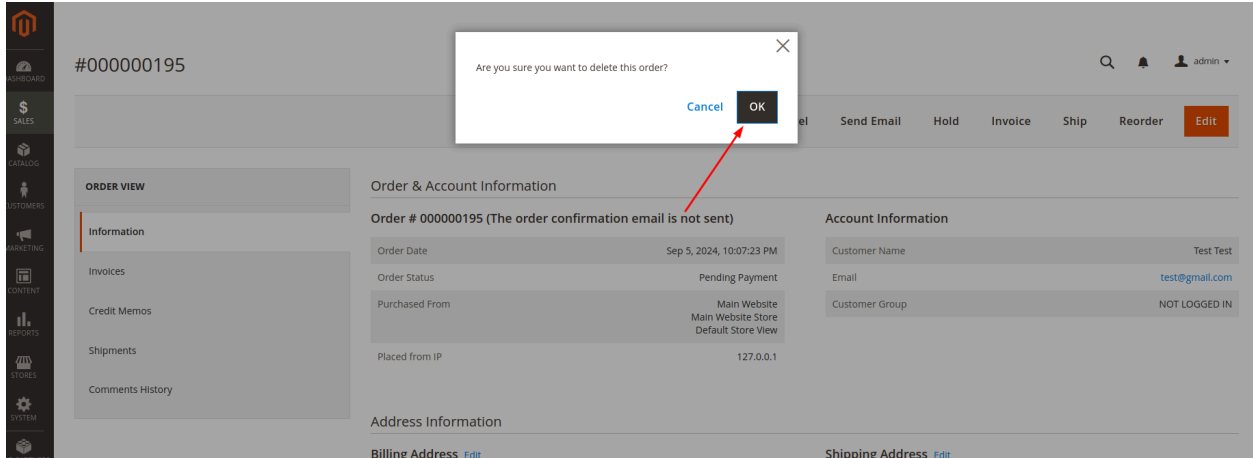 Are you sure you want to delete this order?
Cancel OK
#000000195
admin
el Send Email Hold Invoice Ship Reorder Edit
DASHBOARD
SALES
CATALOG
CUSTOMERS
MARKETING
CONTENT
REPORTS
STORES
SYSTEM
ORDER VIEW
Information
Invoices
Credit Memos
Shipments
Comments History
Order & Account Information
Order # 000000195 (The order confirmation email is not sent)
Order Date Sep 5, 2024, 10:07:23 PM
Order Status Pending Payment
Purchased From Main Website
Main Website Store
Default Store View
Placed from IP 127.0.0.1
Account Information
Customer Name Test Test
Email test@gmail.com
Customer Group NOT LOGGED IN
Address Information
Billing Address Edit
Shipping Address Edit